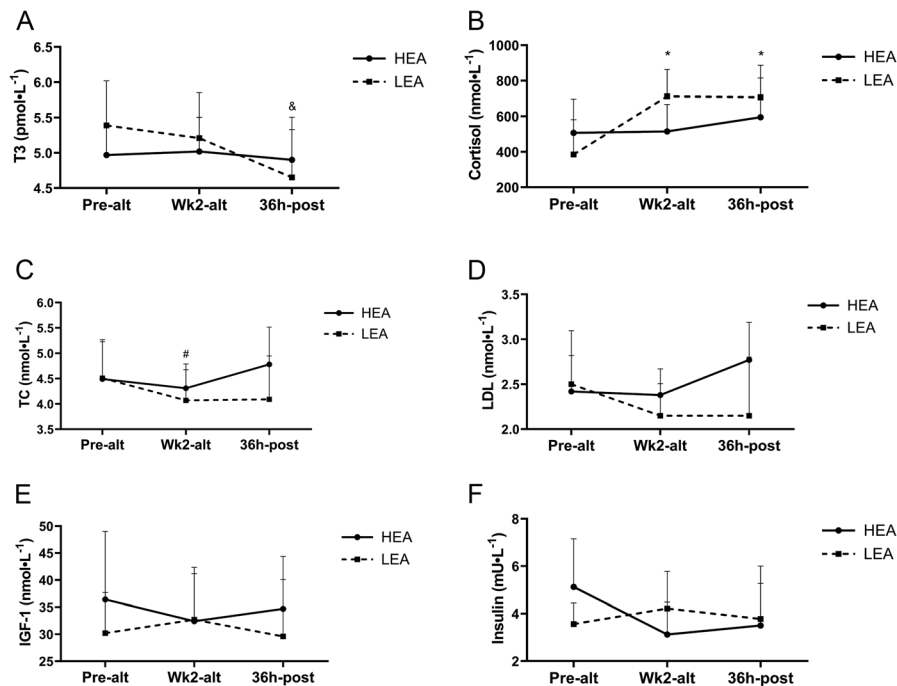 A
T3 (pmol•L⁻¹)
6.5
6.0
5.5
5.0
4.5
&
Pre-alt Wk2-alt 36h-post
HEA
LEA
B
Cortisol (nmol•L⁻¹)
1000
800
600
400
200
* *
Pre-alt Wk2-alt 36h-post
HEA
LEA
C
TC (nmol•L⁻¹)
6.0
5.5
5.0
4.5
4.0
3.5
#
Pre-alt Wk2-alt 36h-post
HEA
LEA
D
LDL (nmol•L⁻¹)
3.5
3.0
2.5
2.0
Pre-alt Wk2-alt 36h-post
HEA
LEA
E
IGF-1 (nmol•L⁻¹)
50
45
40
35
30
25
Pre-alt Wk2-alt 36h-post
HEA
LEA
F
Insulin (mU•L⁻¹)
8
6
4
2
Pre-alt Wk2-alt 36h-post
HEA
LEA